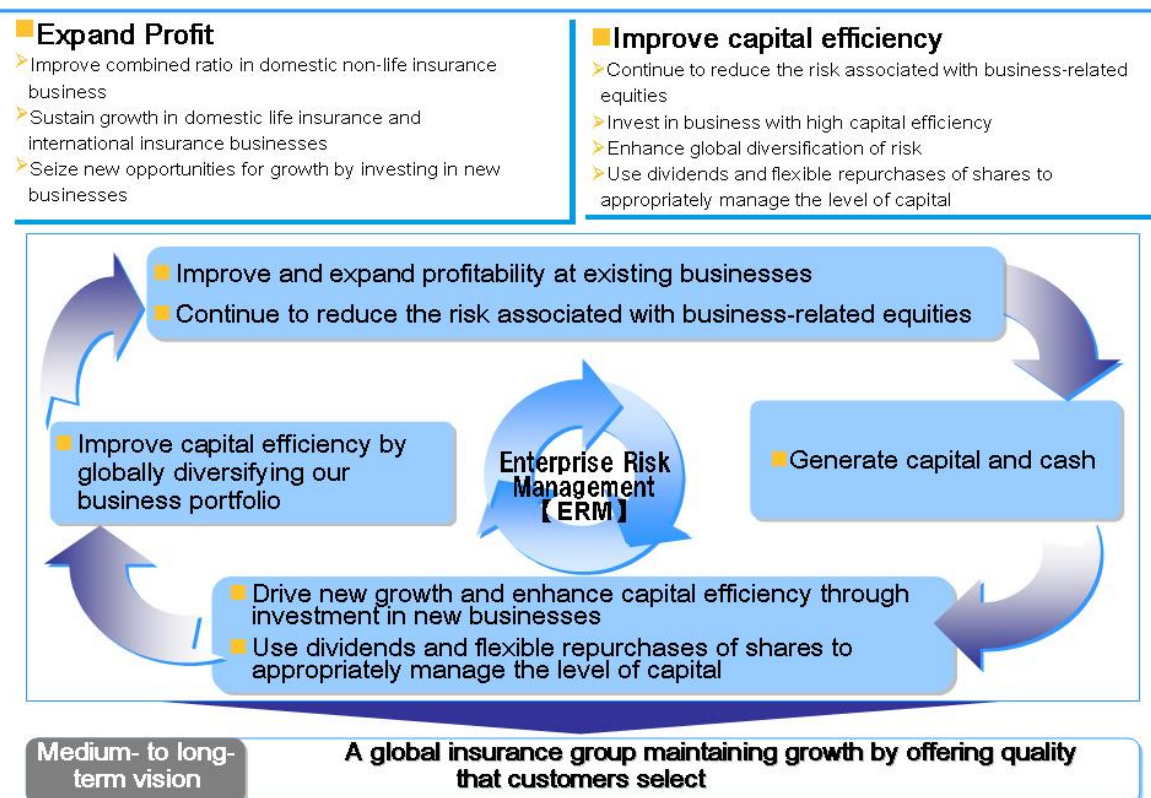 ■Expand Profit
➢Improve combined ratio in domestic non-life insurance
business
➢Sustain growth in domestic life insurance and
international insurance businesses
➢Seize new opportunities for growth by investing in new
businesses
■Improve capital efficiency
➢Continue to reduce the risk associated with business-related
equities
➢Invest in business with high capital efficiency
➢Enhance global diversification of risk
➢Use dividends and flexible repurchases of shares to
appropriately manage the level of capital
■ Improve and expand profitability at existing businesses
■ Continue to reduce the risk associated with business-related equities
■ Improve capital efficiency by
globally diversifying our
business portfolio
Enterprise Risk
Management
【ERM】
■Generate capital and cash
■ Drive new growth and enhance capital efficiency through
investment in new businesses
■ Use dividends and flexible repurchases of shares to
appropriately manage the level of capital
Medium- to long-
term vision
A global insurance group maintaining growth by offering quality
that customers select